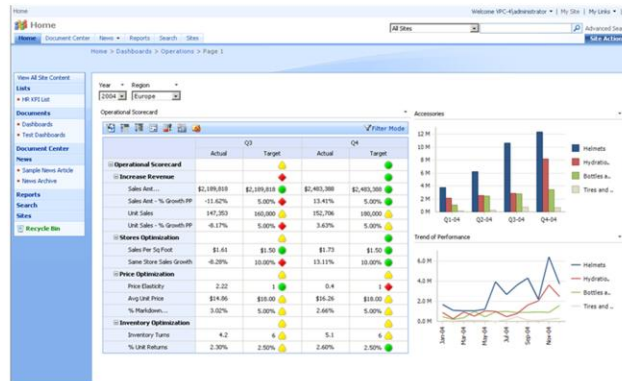 Home
Welcome VPC-4\administrator | My Site | My Links
Home
All Sites
Advanced Sea
Home Document Center News Reports Search Sites
Site Action
Home > Dashboards > Operations > Page 1
View All Site Content
Lists
HR KPI List
Documents
Dashboards
Test Dashboards
Document Center
News
Sample News Article
News Archive
Reports
Search
Sites
Recycle Bin
Year Region
2004 Europe
Operational Scorecard
Filter Mode
Q3 Q4
Actual Target Actual Target
Operational Scorecard
Increase Revenue
Sales Amt... $2,189,818 $2,189,818 $2,483,388 $2,483,388
Sales Amt - % Growth PP -11.62% 5.00% 13.41% 5.00%
Unit Sales 147,353 160,000 152,706 180,000
Unit Sales - % Growth PP -8.17% 5.00% 3.63% 5.00%
Stores Optimization
Sales Per Sq Foot $1.61 $1.50 $1.73 $1.50
Same Store Sales Growth -8.28% 10.00% 13.11% 10.00%
Price Optimization
Price Elasticity 2.22 1 0.4 1
Avg Unit Price $14.86 $18.00 $16.26 $18.00
% Markdown... 3.02% 5.00% 2.66% 5.00%
Inventory Optimization
Inventory Turns 4.2 6 5.1 6
% Unit Returns 2.30% 2.50% 2.60% 2.50%
Accessories
12 M
10 M
8 M
6 M
4 M
2 M
0 M
Q1-04 Q2-04 Q3-04 Q4-04
Helmets
Hydratio..
Bottles a..
Tires and ..
Trend of Performance
6.0 M
4.0 M
2.0 M
0.0 M
Jan-04 Mar-04 May-04 Jul-04 Sep-04 Nov-04
Helmets
Hydratio..
Bottles a..
Tires and ..